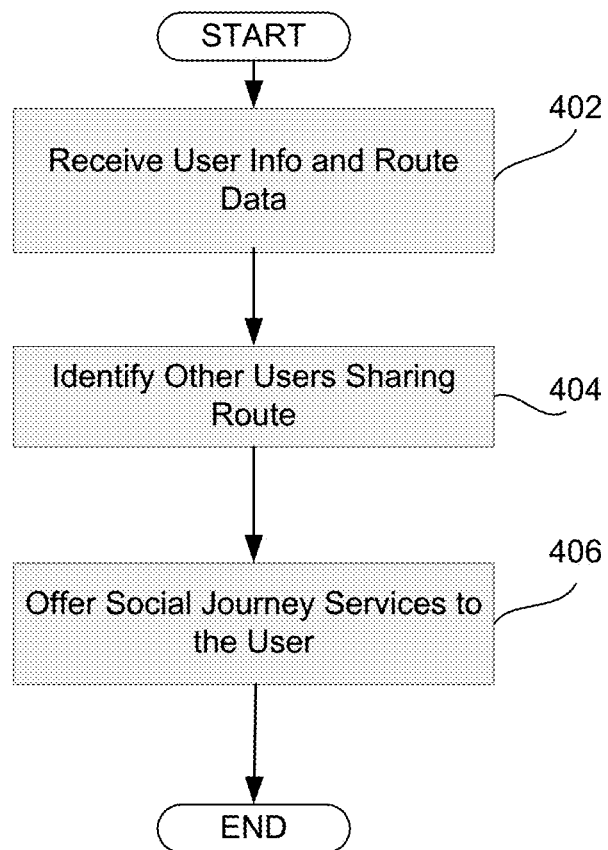 START
402
Receive User Info and Route
Data
Identify Other Users Sharing
Route
404
406
Offer Social Journey Services to
the User
END